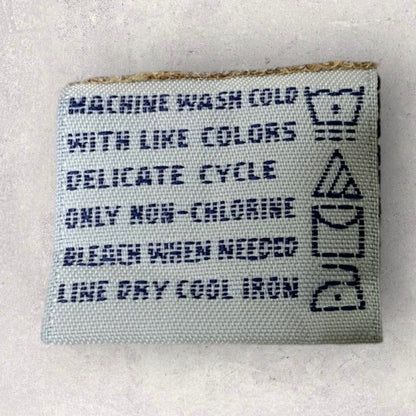 MACHINE WASH COLD
WITH LIKE COLORS
DELICATE CYCLE
ONLY NON-CHLORINE
BLEACH WHEN NEEDED
LINE DRY COOL IRON